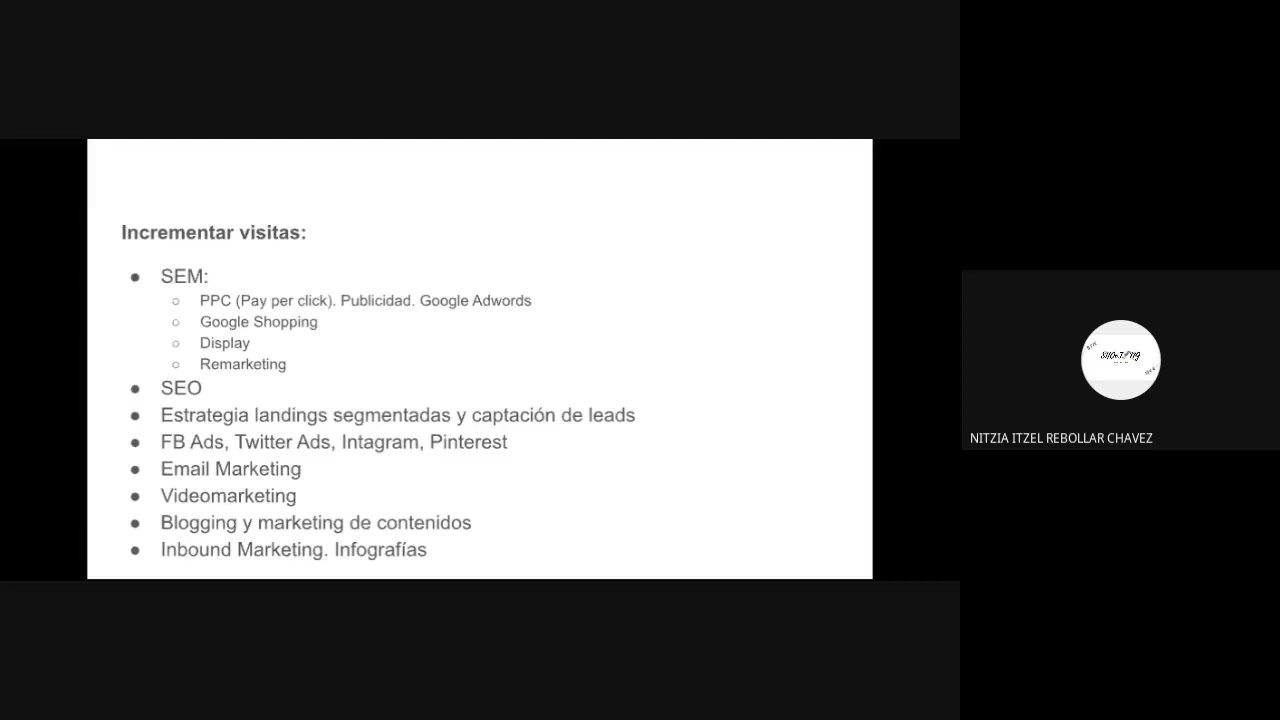 Incrementar visitas:
● SEM:
○ PPC (Pay per click). Publicidad. Google Adwords
○ Google Shopping
○ Display
○ Remarketing
● SEO
● Estrategia landings segmentadas y captación de leads
● FB Ads, Twitter Ads, Intagram, Pinterest
● Email Marketing
● Videomarketing
● Blogging y marketing de contenidos
● Inbound Marketing. Infografías
NITZIA ITZEL REBOLLAR CHAVEZ